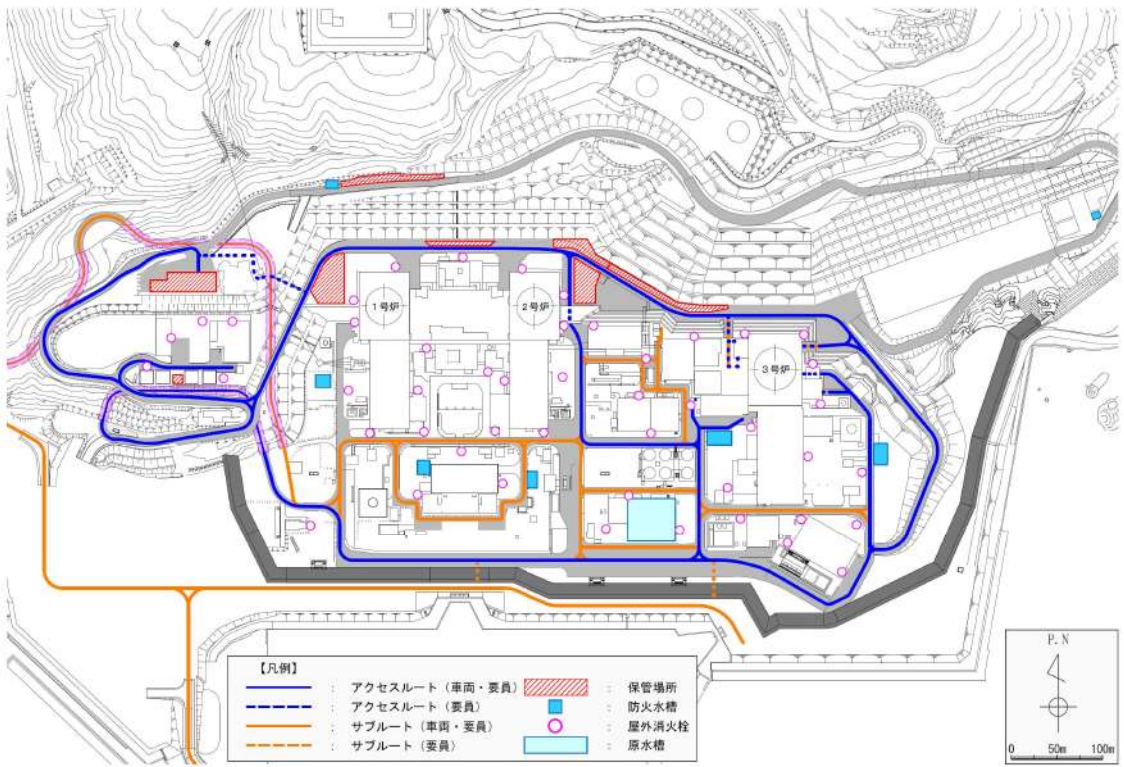 1号炉
2号炉
3号炉
【凡例】
: アクセスルート（車両・要員）
: アクセスルート（要員）
: サブルート（車両・要員）
: サブルート（要員）
: 保管場所
: 防火水槽
: 屋外消火栓
: 原水槽
P.N
0 50m 100m